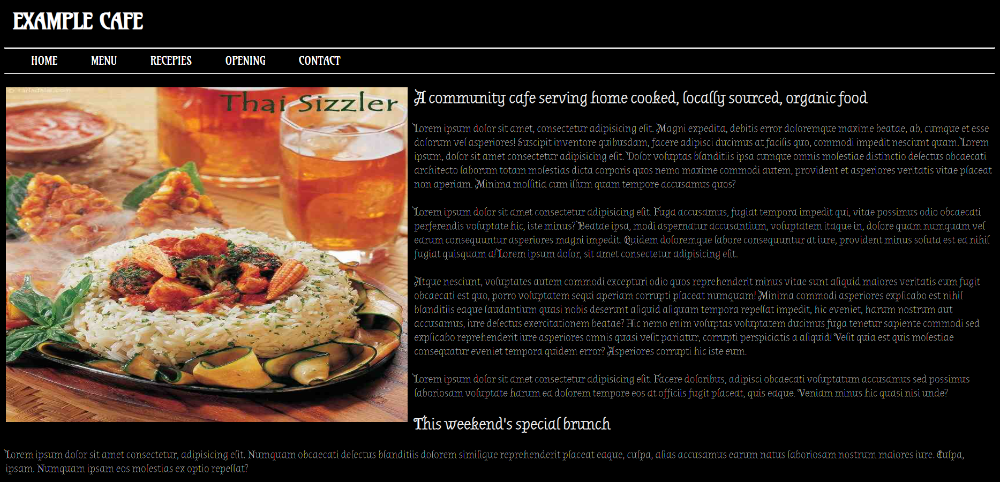 EXAMPLE CAFE
HOME MENU RECEPIES OPENING CONTACT
© tarladalal.com
Thai Sizzler
A community cafe serving home cooked, locally sourced, organic food
Lorem ipsum dolor sit amet, consectetur adipisicing elit. Magni expedita, debitis error doloremque maxime beatae, ab, cumque et esse
dolorum vel asperiores! Suscipit inventore quibusdam, facere adipisci ducimus at facilis quo, commodi impedit nesciunt quam. Lorem
ipsum, dolor sit amet consectetur adipisicing elit. Dolor voluptas blanditiis ipsa cumque omnis molestiae distinctio delectus obcaecati
architecto laborum totam molestias dicta corporis quos nemo maxime commodi autem, provident et asperiores veritatis vitae placeat
non aperiam. Minima mollitia cum illum quam tempore accusamus quos?
Lorem ipsum dolor sit amet consectetur adipisicing elit. Fuga accusamus, fugiat tempora impedit qui, vitae possimus odio obcaecati
perferendis voluptate hic, iste minus? Beatae ipsa, modi aspernatur accusantium, voluptatem itaque in, dolore quam numquam vel
earum consequuntur asperiores magni impedit. Quidem doloremque labore consequuntur at iure, provident minus soluta est ea nihil
fugiat quisquam a! Lorem ipsum dolor, sit amet consectetur adipisicing elit.
Atque nesciunt, voluptates autem commodi excepturi odio quos reprehenderit minus vitae sunt aliquid maiores veritatis eum fugit
obcaecati est quo, porro voluptatem sequi aperiam corrupti placeat numquam! Minima commodi asperiores explicabo est nihil
blanditiis eaque laudantium quasi nobis deserunt aliquid aliquam tempora repellat impedit, hic eveniet, harum nostrum aut
accusamus, iure delectus exercitationem beatae? Hic nemo enim voluptas voluptatem ducimus fuga tenetur sapiente commodi sed
explicabo reprehenderit iure asperiores omnis quasi velit pariatur, corrupti perspiciatis a aliquid! Velit quia est quis molestiae
consequatur eveniet tempora quidem error? Asperiores corrupti hic iste eum.
Lorem ipsum dolor sit amet consectetur adipisicing elit. Facere doloribus, adipisci obcaecati voluptatum accusamus sed possimus
laboriosam voluptate harum ea dolorem tempore eos at officiis fugit placeat, quis eaque. Veniam minus hic quasi nisi unde?
This weekend's special brunch
Lorem ipsum dolor sit amet consectetur, adipisicing elit. Numquam obcaecati delectus blanditiis dolorem similique reprehenderit placeat eaque, culpa, alias accusamus earum natus laboriosam nostrum maiores iure. Culpa,
ipsam. Numquam ipsam eos molestias ex optio repellat?